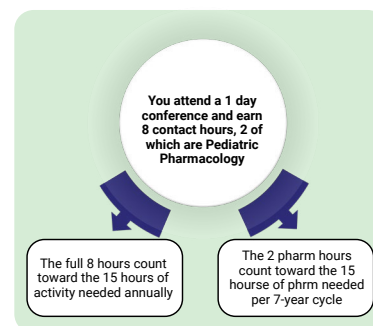 You attend a 1 day
conference and earn
8 contact hours, 2 of
which are Pediatric
Pharmacology
The full 8 hours count
toward the 15 hours of
activity needed annually
The 2 pharm hours
count toward the 15
hourse of phrm needed
per 7-year cycle